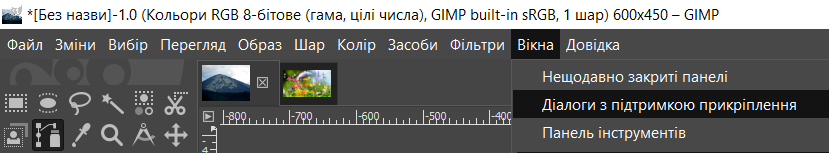 *[Без назви]-1.0 (Кольори RGB 8-бітове (гама, цілі числа), GIMP built-in sRGB, 1 шар) 600x450 – GIMP
Файл Зміни Вибір Перегляд Образ Шар Колір Засоби Фільтри Вікна Довідка
Нещодавно закриті панелі
Діалоги з підтримкою прикріплення
Панель інструментів
-800 -700 -600 -500 -400
-4